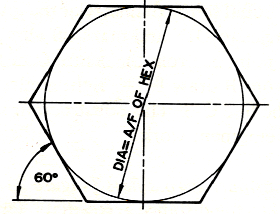 DIA= A/F OF HEX
60°